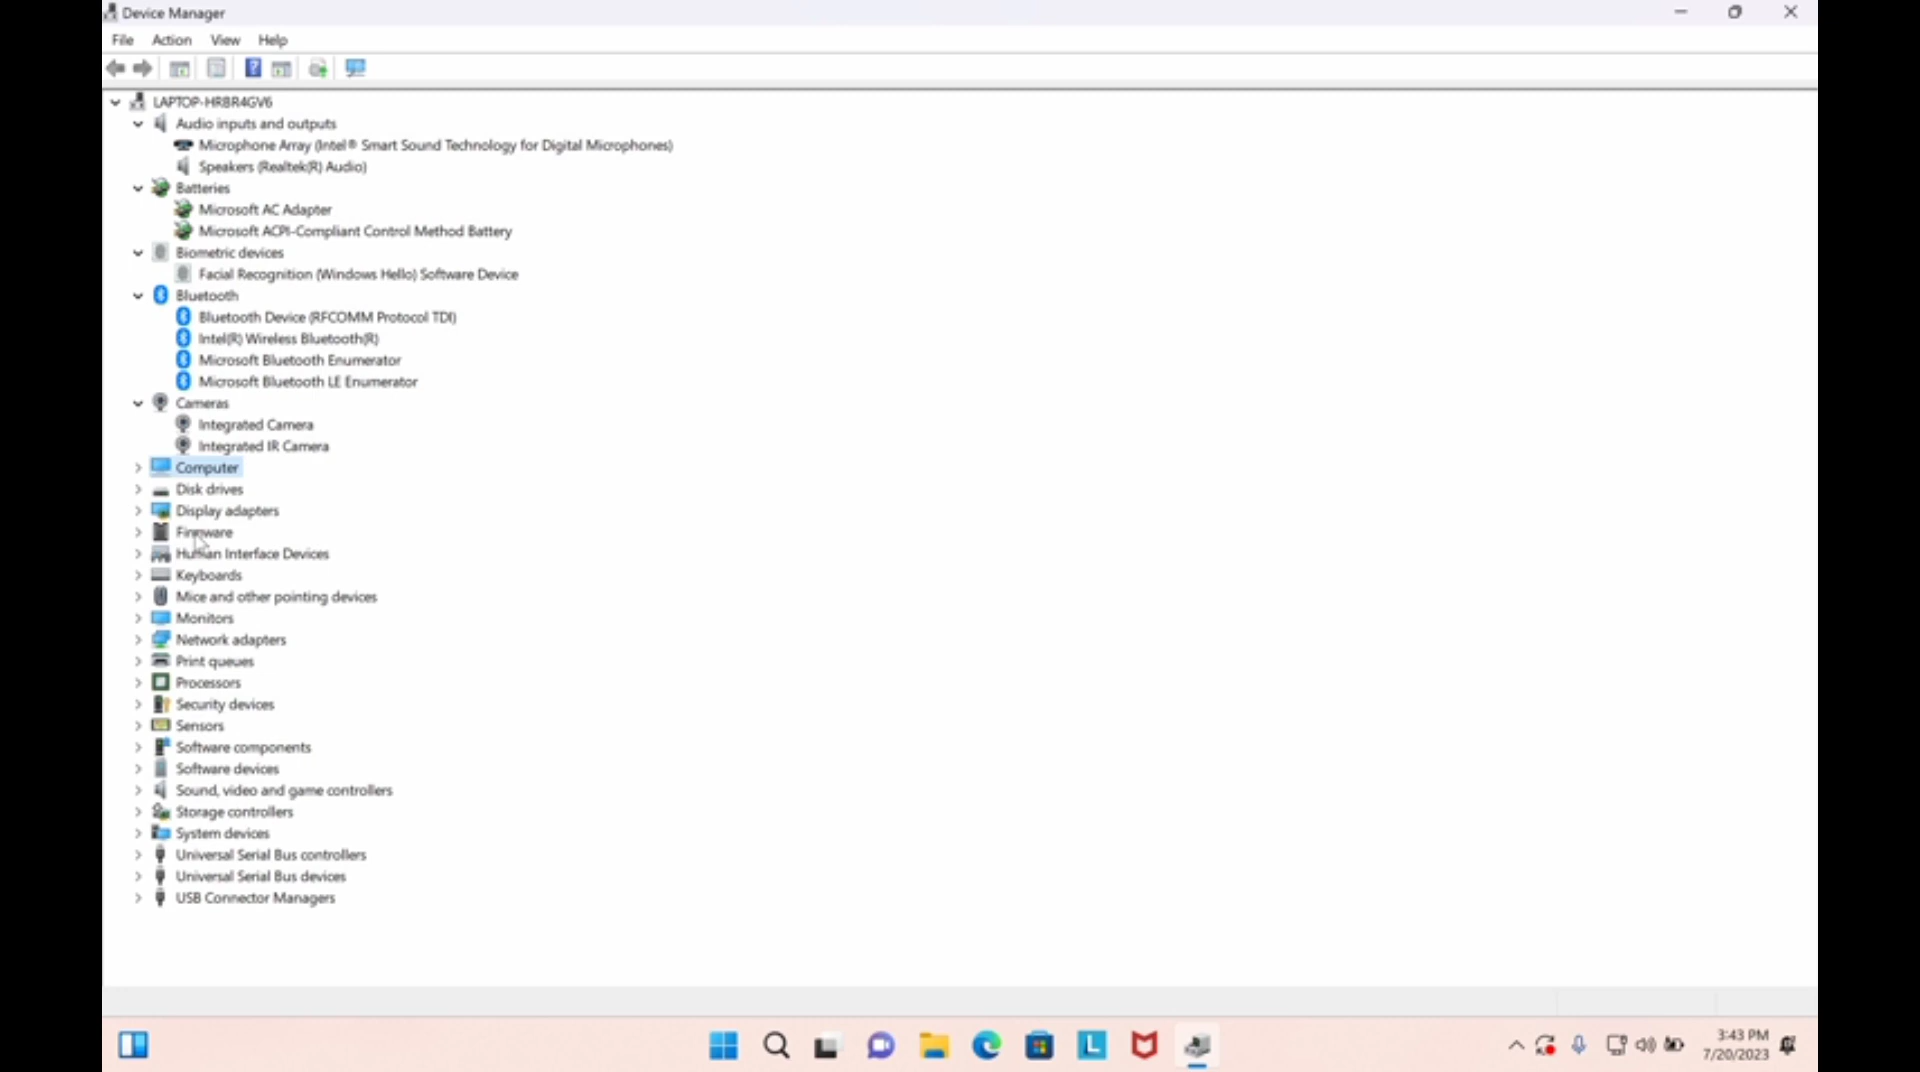 Device Manager
File Action View Help
LAPTOP-HR8R4GV6
Audio inputs and outputs
Microphone Array (Intel® Smart Sound Technology for Digital Microphones)
Speakers (Realtek(R) Audio)
Batteries
Microsoft AC Adapter
Microsoft ACPI-Compliant Control Method Battery
Biometric devices
Facial Recognition (Windows Hello) Software Device
Bluetooth
Bluetooth Device (RFCOMM Protocol TDI)
Intel(R) Wireless Bluetooth(R)
Microsoft Bluetooth Enumerator
Microsoft Bluetooth LE Enumerator
Cameras
Integrated Camera
Integrated IR Camera
Computer
Disk drives
Display adapters
Firmware
Human Interface Devices
Keyboards
Mice and other pointing devices
Monitors
Network adapters
Print queues
Processors
Security devices
Sensors
Software components
Software devices
Sound, video and game controllers
Storage controllers
System devices
Universal Serial Bus controllers
Universal Serial Bus devices
USB Connector Managers
L
3:43 PM
7/20/2023